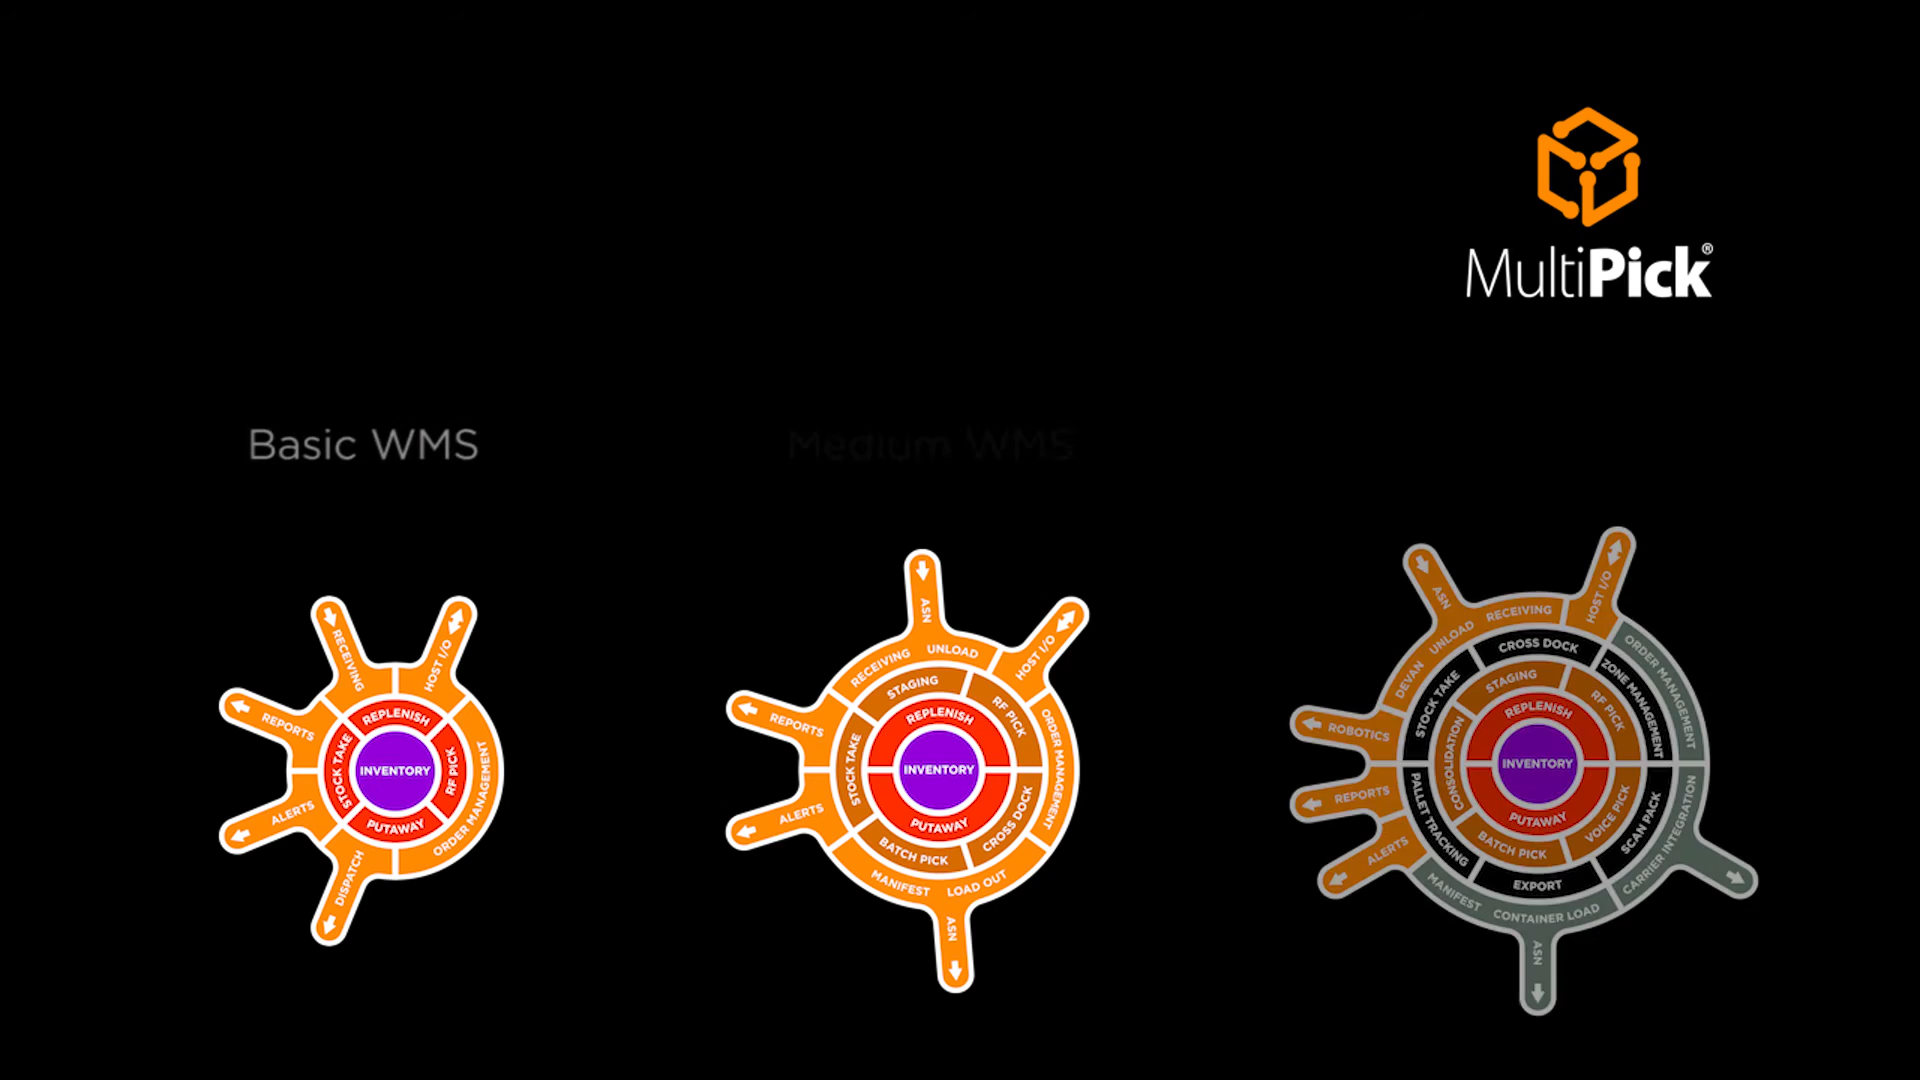 MultiPick®
Basic WMS
Medium WMS
RECEIVING
HOST I/O
REPORTS
REPLENISH
STOCK TAKE
INVENTORY
RF PICK
ORDER MANAGEMENT
ALERTS
PUTAWAY
DISPATCH
ASN
RECEIVING
UNLOAD
HOST I/O
STAGING
RF PICK
REPORTS
REPLENISH
STOCK TAKE
INVENTORY
ORDER MANAGEMENT
ALERTS
PUTAWAY
CROSS DOCK
BATCH PICK
MANIFEST
LOAD OUT
ASN
ASN
HOST I/O
DEVAN
UNLOAD
RECEIVING
ORDER MANAGEMENT
CROSS DOCK
STOCK TAKE
ZONE MANAGEMENT
STAGING
RF PICK
ROBOTICS
REPLENISH
CONSOLIDATION
INVENTORY
REPORTS
PUTAWAY
VOICE PICK
SCAN PACK
PALLET TRACKING
BATCH PICK
ALERTS
EXPORT
CARRIER INTEGRATION
MANIFEST
CONTAINER LOAD
ASN